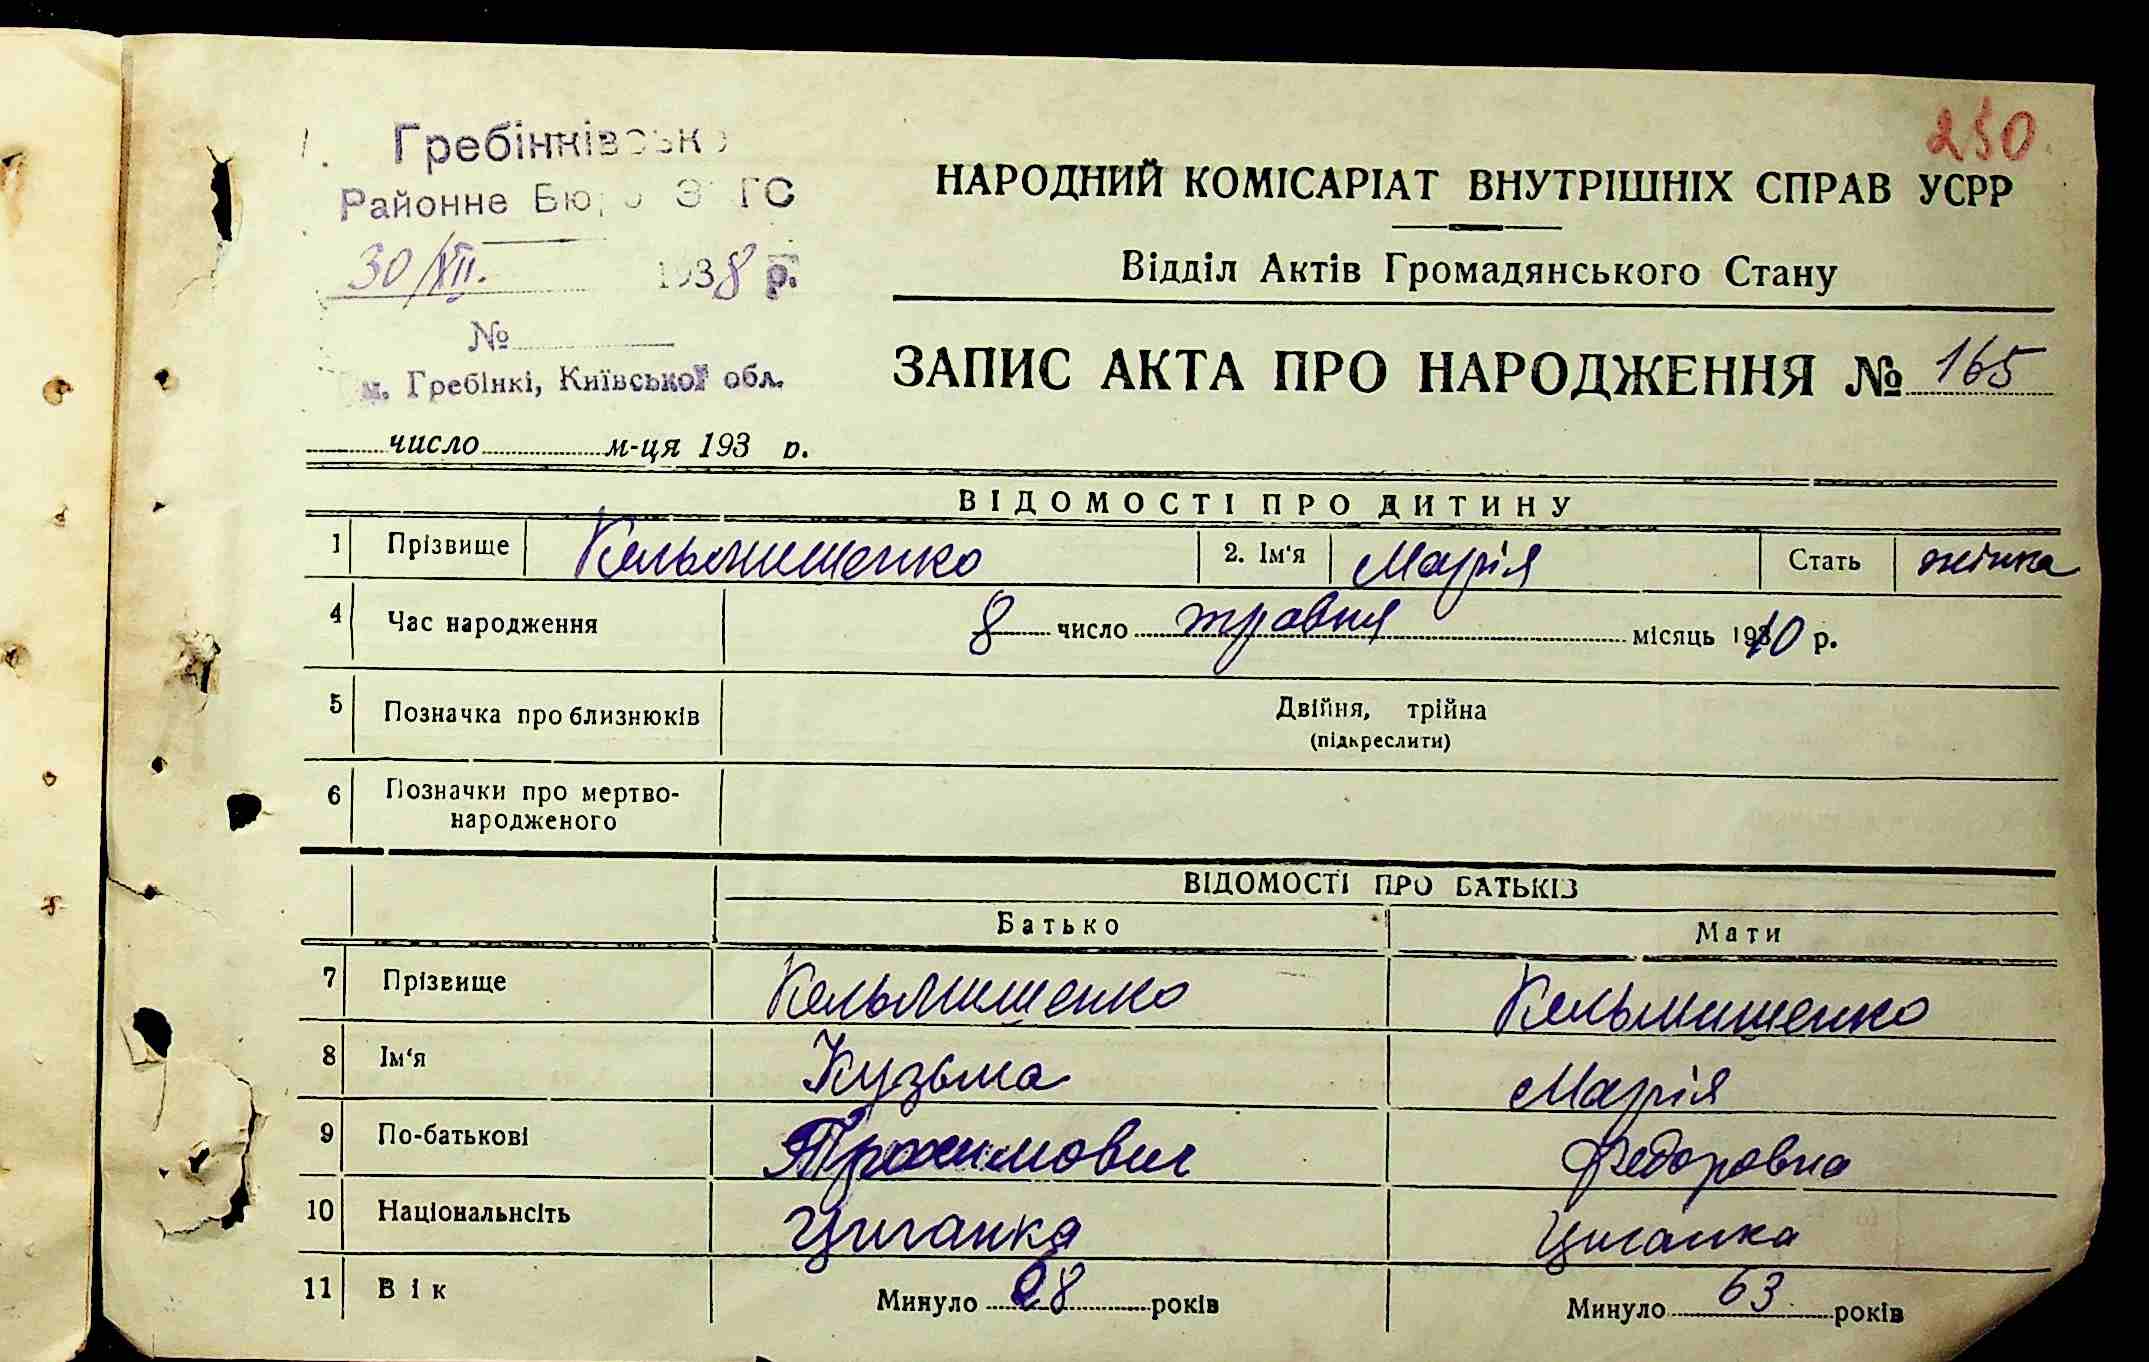 250
Гребінківськ
Районне Бюро ЗАГС
30/XII. 1938 р.
№
м. Гребінкі, Київської обл.
число м-ця 193 р.
НАРОДНИЙ КОМІСАРІАТ ВНУТРІШНІХ СПРАВ УСРР
Відділ Актів Громадянського Стану
ЗАПИС АКТА ПРО НАРОДЖЕННЯ № 165
ВІДОМОСТІ ПРО ДИТИНУ
1 Прізвище Кельмишенко 2. Ім'я Марія Стать жінка
4 Час народження 8 число травня місяць 1910 р.
5 Позначка про близнюків Двійня, трійна
(підкреслити)
6 Позначки про мертво-
народженого
ВІДОМОСТІ ПРО БАТЬКІВ
Батько Мати
7 Прізвище Кельмишенко Кельмишенко
8 Ім'я Кузьма Марія
9 По-батькові Трохимович Федоровна
10 Національнсіть Циганка Циганка
11 Вік Минуло 68 років Минуло 63 років